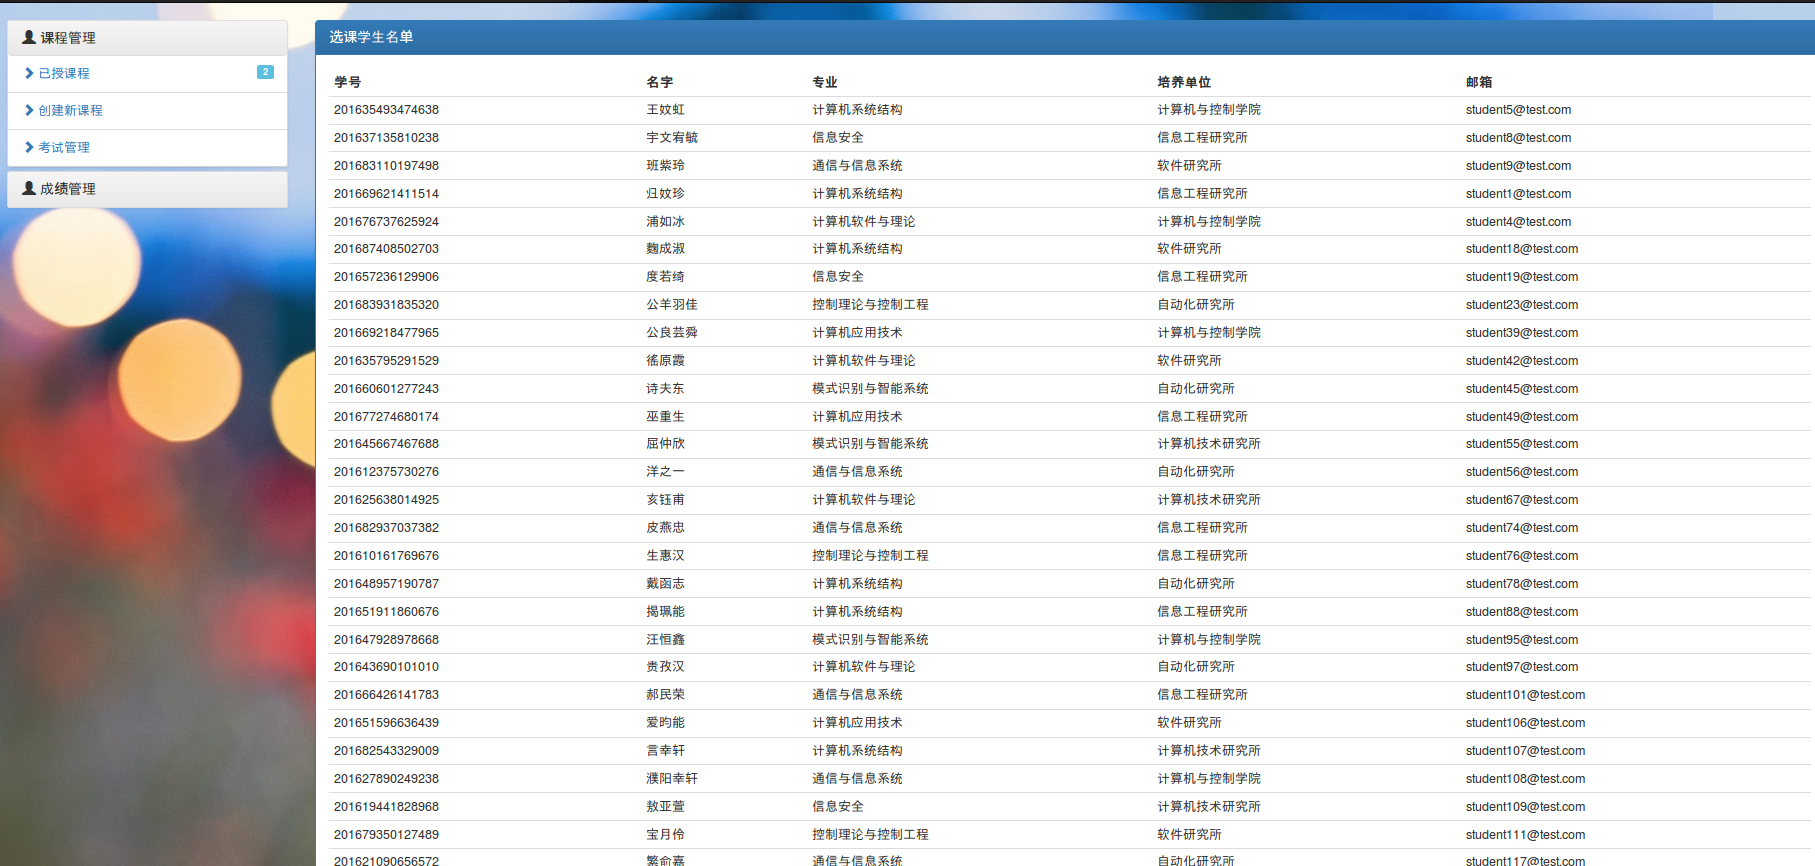 课程管理
已授课程 2
创建新课程
考试管理
成绩管理
选课学生名单
学号 名字 专业 培养单位 邮箱
201635493474638 王妏虹 计算机系统结构 计算机与控制学院 student5@test.com
201637135810238 宇文宥毓 信息安全 信息工程研究所 student8@test.com
201683110197498 班紫玲 通信与信息系统 软件研究所 student9@test.com
201669621411514 归妏珍 计算机系统结构 信息工程研究所 student1@test.com
201676737625924 浦如冰 计算机软件与理论 计算机与控制学院 student4@test.com
201687408502703 麴成淑 计算机系统结构 软件研究所 student18@test.com
201657236129906 度若绮 信息安全 信息工程研究所 student19@test.com
201683931835320 公羊羽佳 控制理论与控制工程 自动化研究所 student23@test.com
201669218477965 公良芸舜 计算机应用技术 计算机与控制学院 student39@test.com
201635795291529 徭原霞 计算机软件与理论 软件研究所 student42@test.com
201660601277243 诗夫东 模式识别与智能系统 自动化研究所 student45@test.com
201677274680174 巫重生 计算机应用技术 信息工程研究所 student49@test.com
201645667467688 屈仲欣 模式识别与智能系统 计算机技术研究所 student55@test.com
201612375730276 洋之一 通信与信息系统 自动化研究所 student56@test.com
201625638014925 亥钰甫 计算机软件与理论 计算机技术研究所 student67@test.com
201682937037382 皮燕忠 通信与信息系统 信息工程研究所 student74@test.com
201610161769676 生惠汉 控制理论与控制工程 信息工程研究所 student76@test.com
201648957190787 戴函志 计算机系统结构 自动化研究所 student78@test.com
201651911860676 揭珮能 计算机系统结构 信息工程研究所 student88@test.com
201647928978668 汪恒鑫 模式识别与智能系统 计算机与控制学院 student95@test.com
201643690101010 贵孜汉 计算机软件与理论 自动化研究所 student97@test.com
201666426141783 郝民荣 通信与信息系统 信息工程研究所 student101@test.com
201651596636439 爱昀能 计算机应用技术 软件研究所 student106@test.com
201682543329009 言幸轩 计算机系统结构 计算机技术研究所 student107@test.com
201627890249238 濮阳幸轩 通信与信息系统 计算机与控制学院 student108@test.com
201619441828968 敖亚萱 信息安全 计算机技术研究所 student109@test.com
201679350127489 宝月伶 控制理论与控制工程 软件研究所 student111@test.com
201621090656572 繁俞嘉 通信与信息系统 自动化研究所 student117@test.com